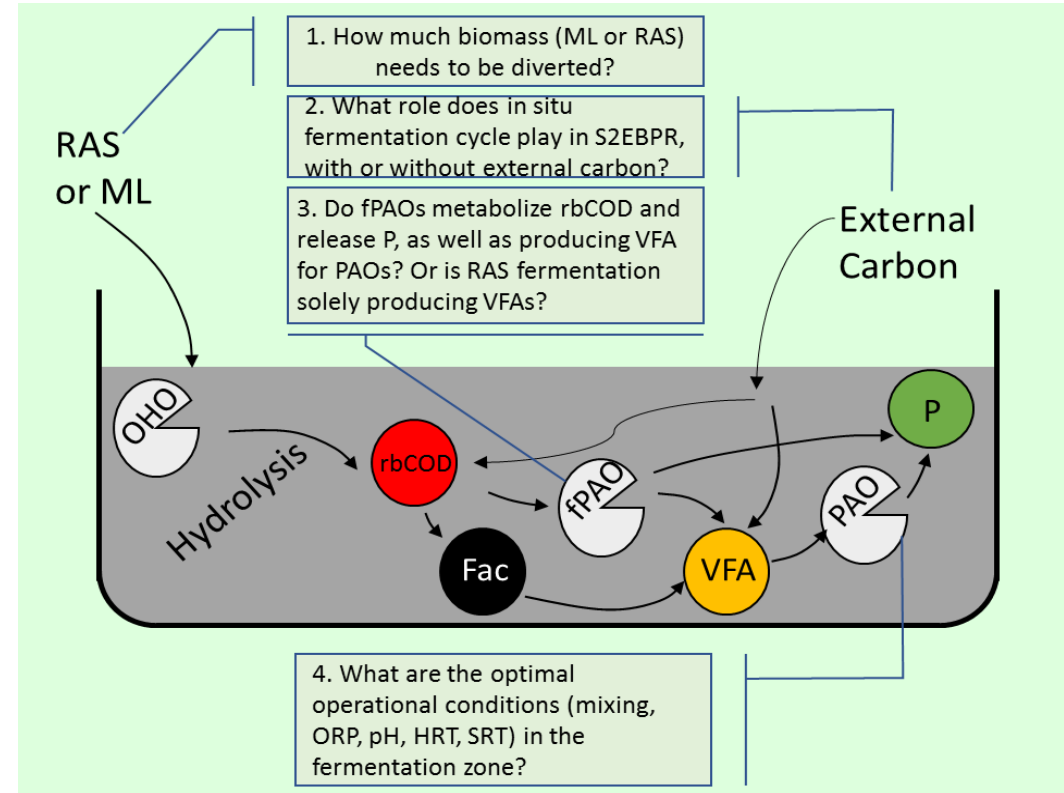 1. How much biomass (ML or RAS)
needs to be diverted?
2. What role does in situ
fermentation cycle play in S2EBPR,
with or without external carbon?
3. Do fPAOs metabolize rbCOD and
release P, as well as producing VFA
for PAOs? Or is RAS fermentation
solely producing VFAs?
RAS
or ML
External
Carbon
OHO
Hydrolysis
rbCOD
Fac
fPAO
VFA
PAO
P
4. What are the optimal
operational conditions (mixing,
ORP, pH, HRT, SRT) in the
fermentation zone?